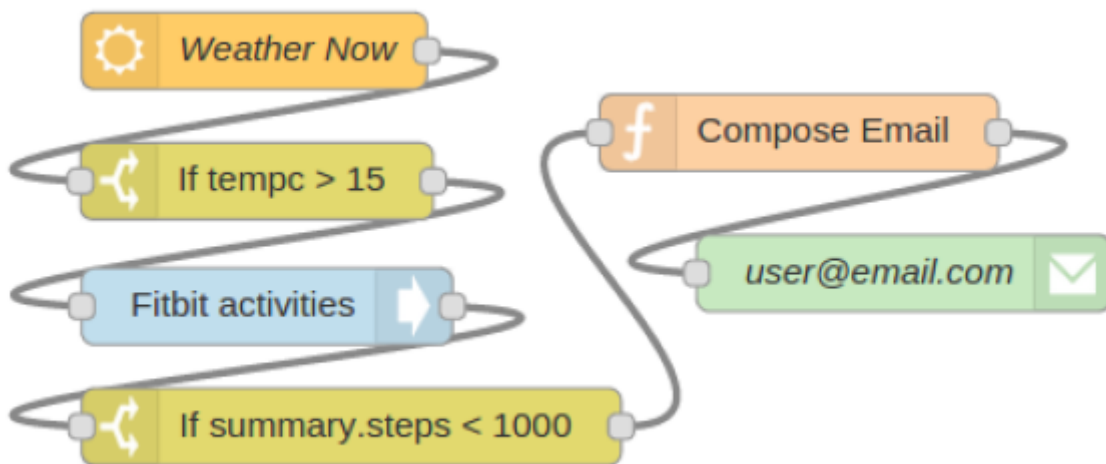 Weather Now
If tempc > 15
Fitbit activities
If summary.steps < 1000
Compose Email
user@email.com